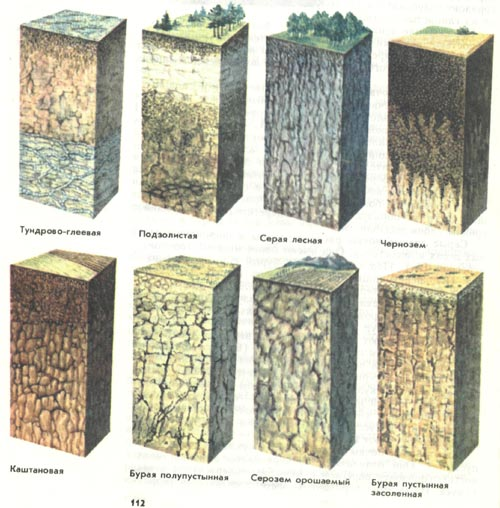 Тундрово-глеевая
Подзолистая
Серая лесная
Чернозем
Каштановая
Бурая полупустынная
Серозем орошаемый
Бурая пустынная
засоленная
112